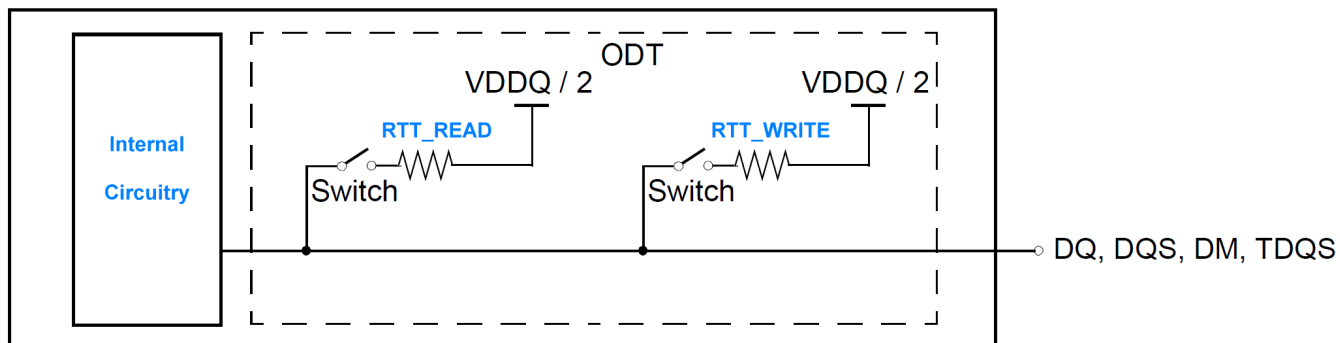 ODT
VDDQ / 2
VDDQ / 2
RTT_READ
RTT_WRITE
Internal
Circuitry
Switch
Switch
DQ, DQS, DM, TDQS